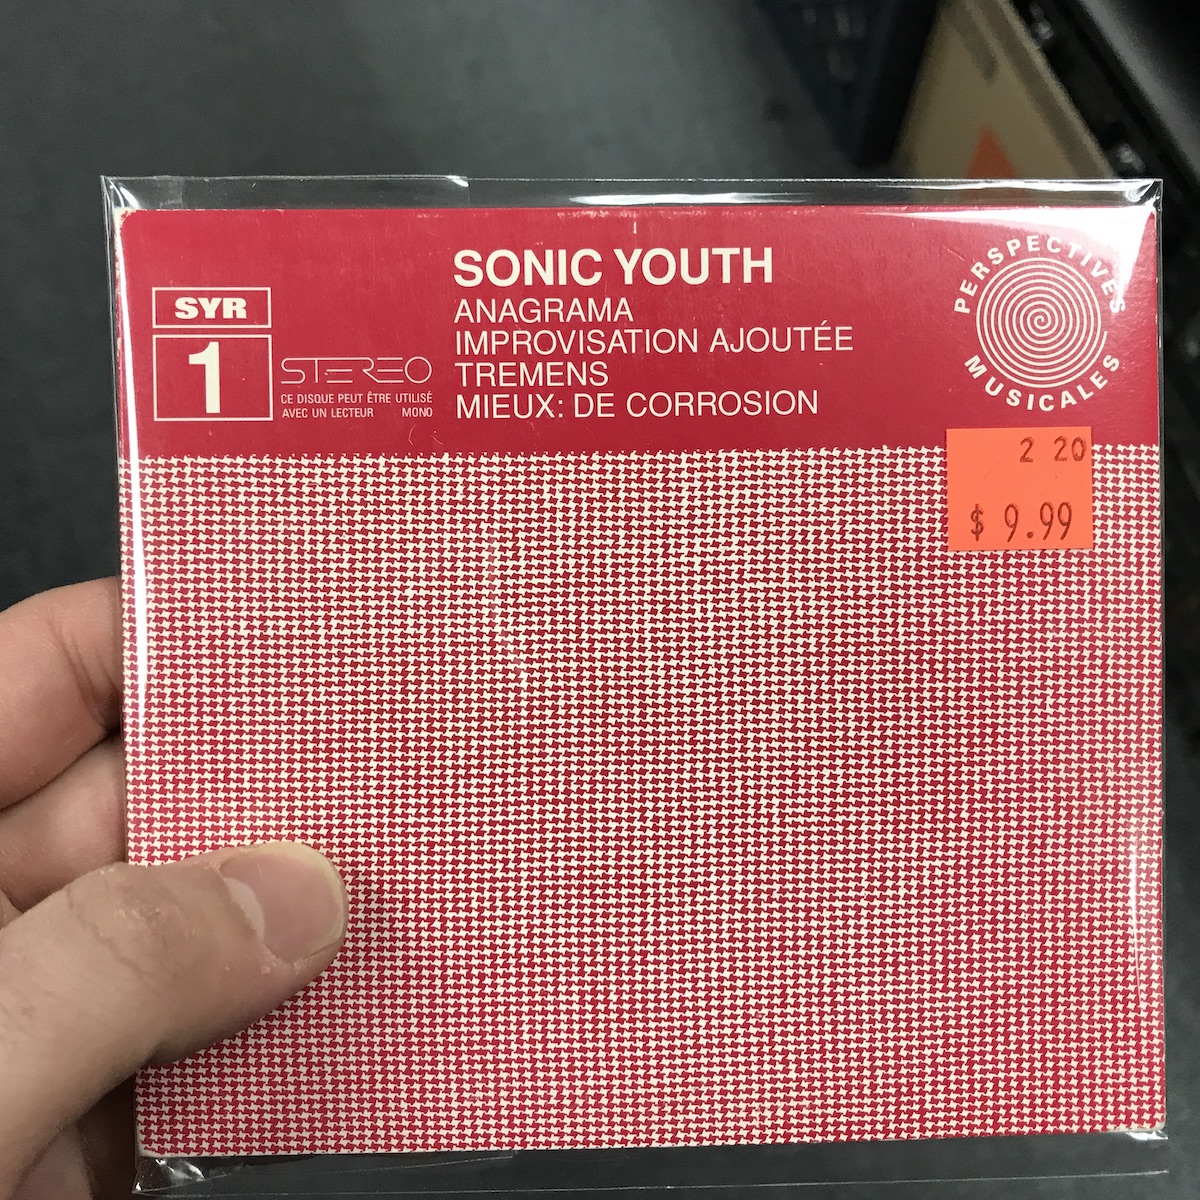 SYR
1
STEREO
CE DISQUE PEUT ÊTRE UTILISÉ
AVEC UN LECTEUR MONO
SONIC YOUTH
ANAGRAMA
IMPROVISATION AJOUTÉE
TREMENS
MIEUX: DE CORROSION
PERSPECTIVES
MUSICALES
2 20
$ 9.99